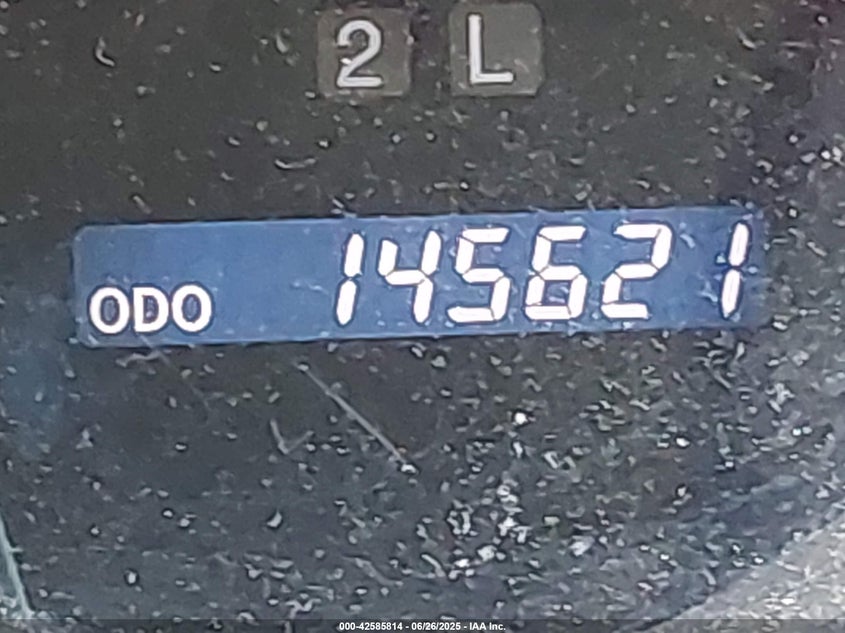 2 L
ODO 145621
000-42585814 - 06/26/2025 - IAA Inc.